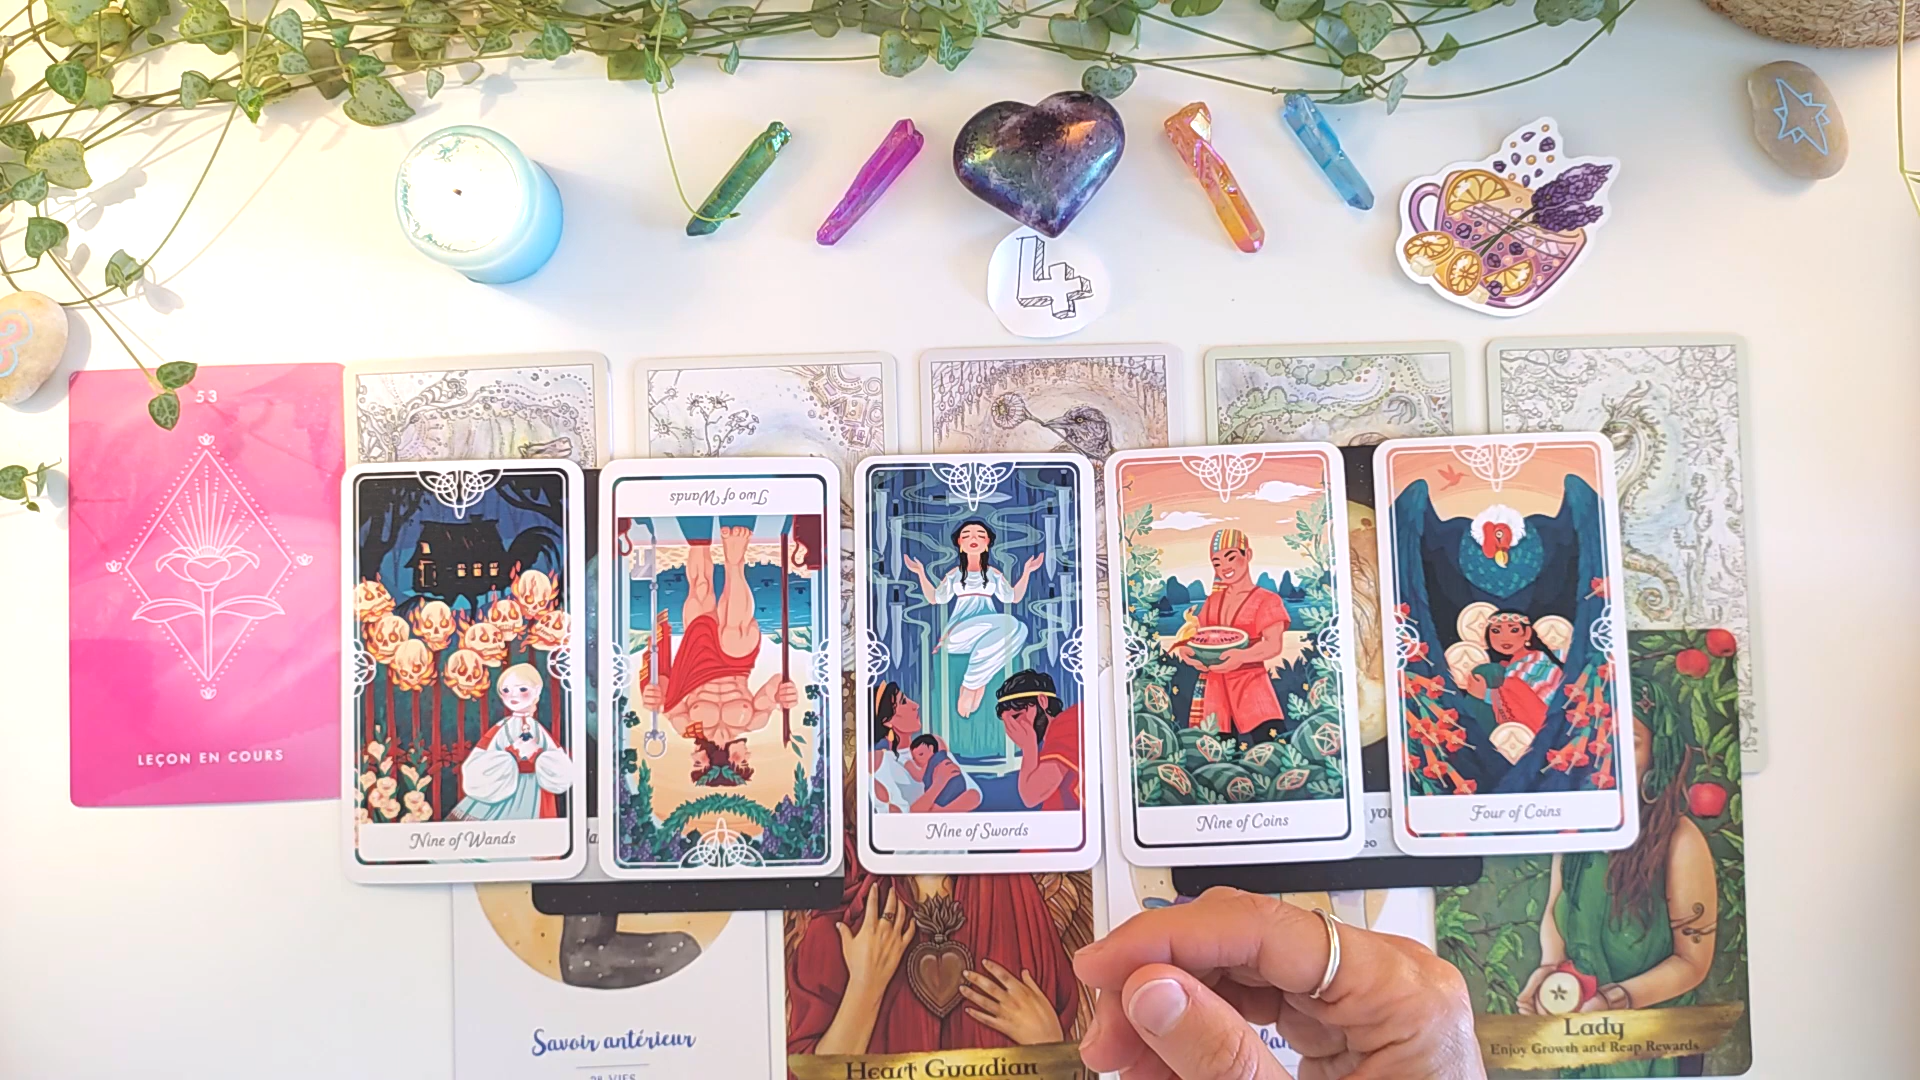 4
53
LEÇON EN COURS
Nine of Wands
Two of Wands
Nine of Swords
Nine of Coins
Four of Coins
Savoir antérieur
Heart Guardian
Lady
Enjoy Growth and Reap Rewards